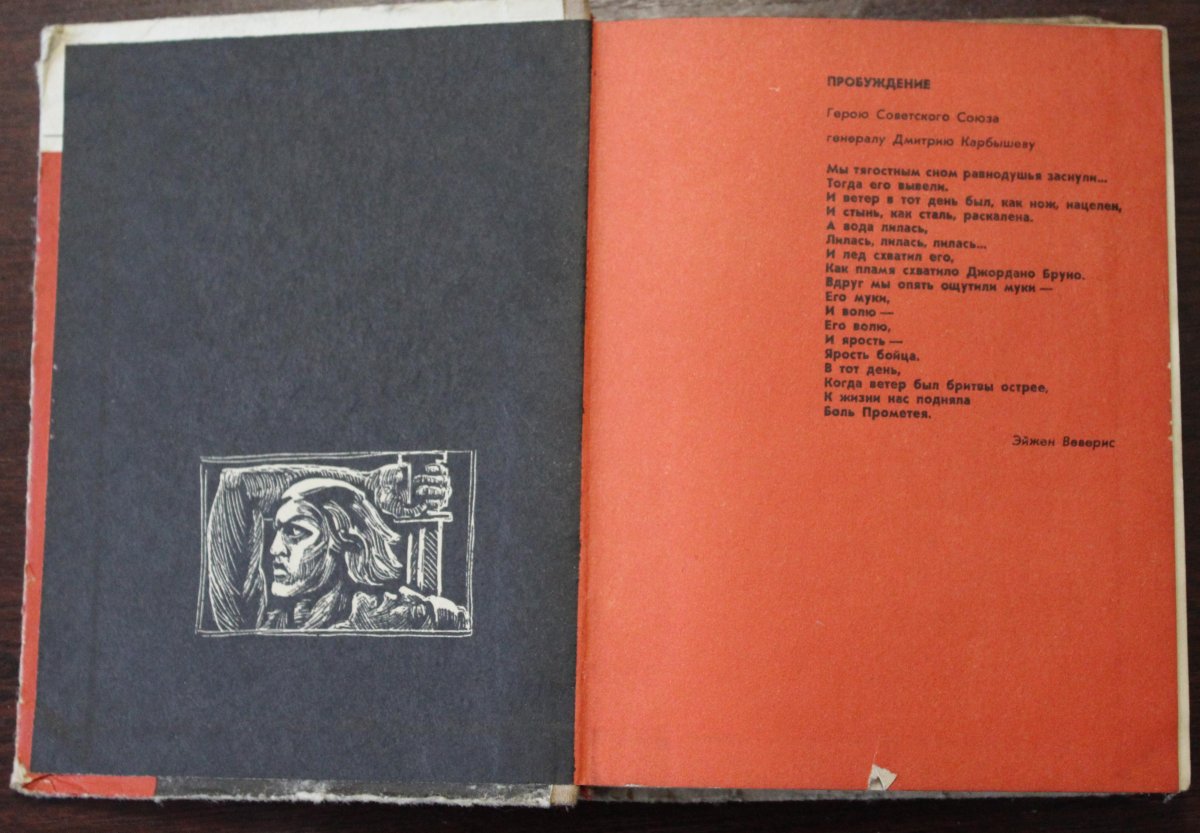 ПРОБУЖДЕНИЕ
Герою Советского Союза
генералу Дмитрию Карбышеву
Мы тягостным сном равнодушья заснули...
Тогда его вывели.
И ветер в тот день был, как нож, нацелен,
И стынь, как сталь, раскалена.
А вода лилась,
Лилась, лилась, лилась...
И лед схватил его,
Как пламя схватило Джордано Бруно.
Вдруг мы опять ощутили муки —
Его муки,
И волю —
Его волю,
И ярость —
Ярость бойца.
В тот день,
Когда ветер был бритвы острее,
К жизни нас подняла
Боль Прометея.
Эйжен Веверис